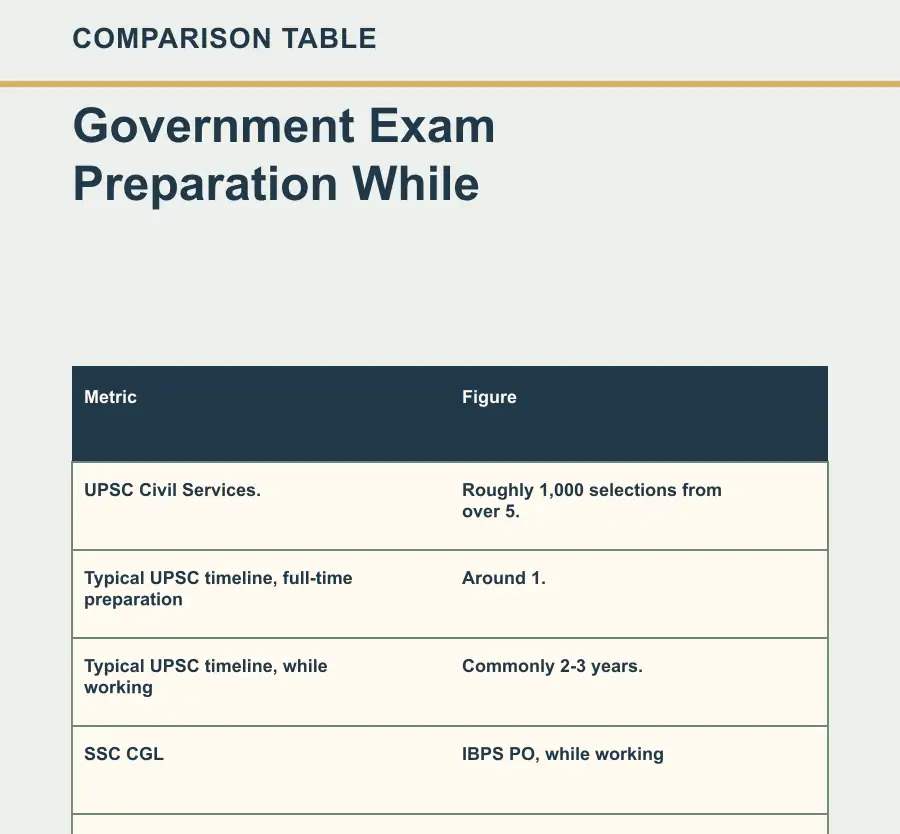 COMPARISON TABLE
Government Exam
Preparation While
Metric
Figure
UPSC Civil Services.
Roughly 1,000 selections from
over 5.
Typical UPSC timeline, full-time
preparation
Around 1.
Typical UPSC timeline, while
working
Commonly 2-3 years.
SSC CGL
IBPS PO, while working